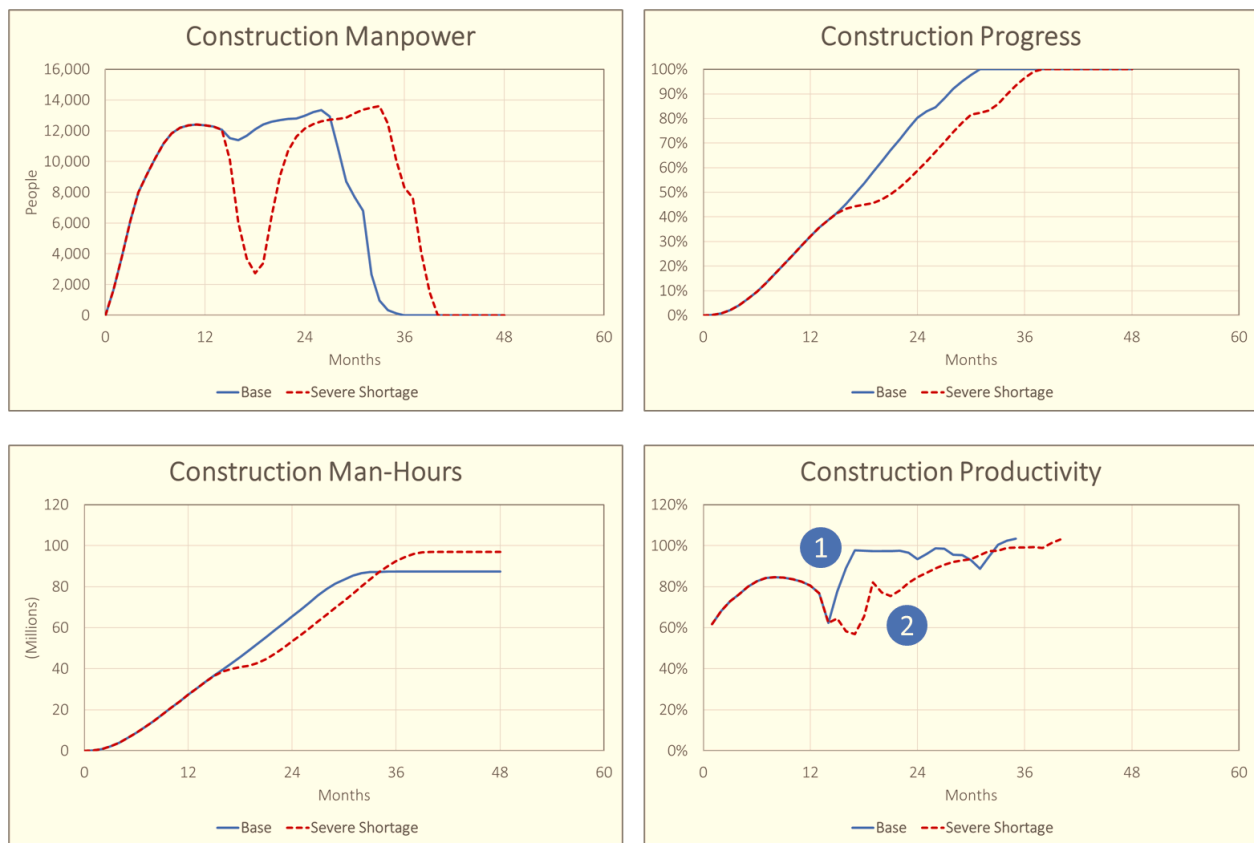 Construction Manpower
16,000
14,000
12,000
10,000
8,000
6,000
4,000
2,000
0
People
0 12 24 36 48 60
Months
Base Severe Shortage
Construction Progress
100%
90%
80%
70%
60%
50%
40%
30%
20%
10%
0%
0 12 24 36 48 60
Months
Base Severe Shortage
Construction Man-Hours
120
100
80
60
40
20
0
(Millions)
0 12 24 36 48 60
Months
Base Severe Shortage
Construction Productivity
120%
100%
80%
60%
40%
20%
0%
1
2
0 12 24 36 48 60
Months
Base Severe Shortage